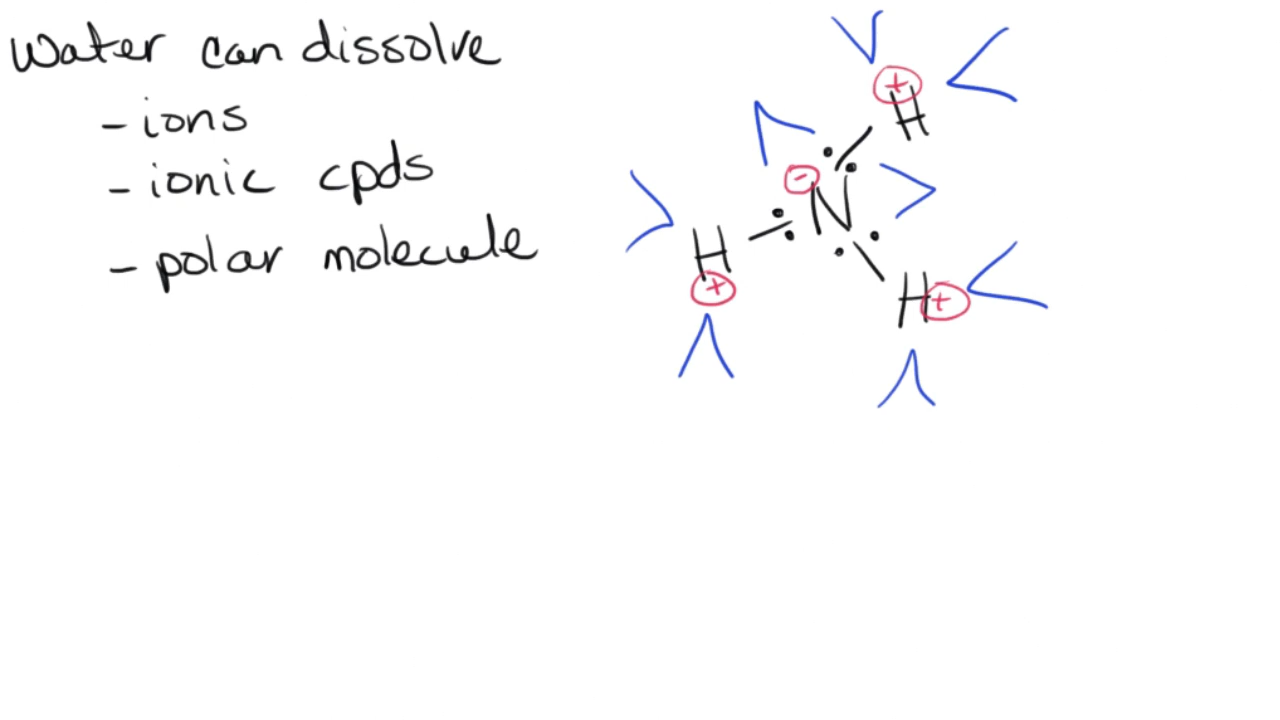 Water can dissolve
- ions
- ionic cpds
- polar molecule
+
H
-
N
H
+
H +